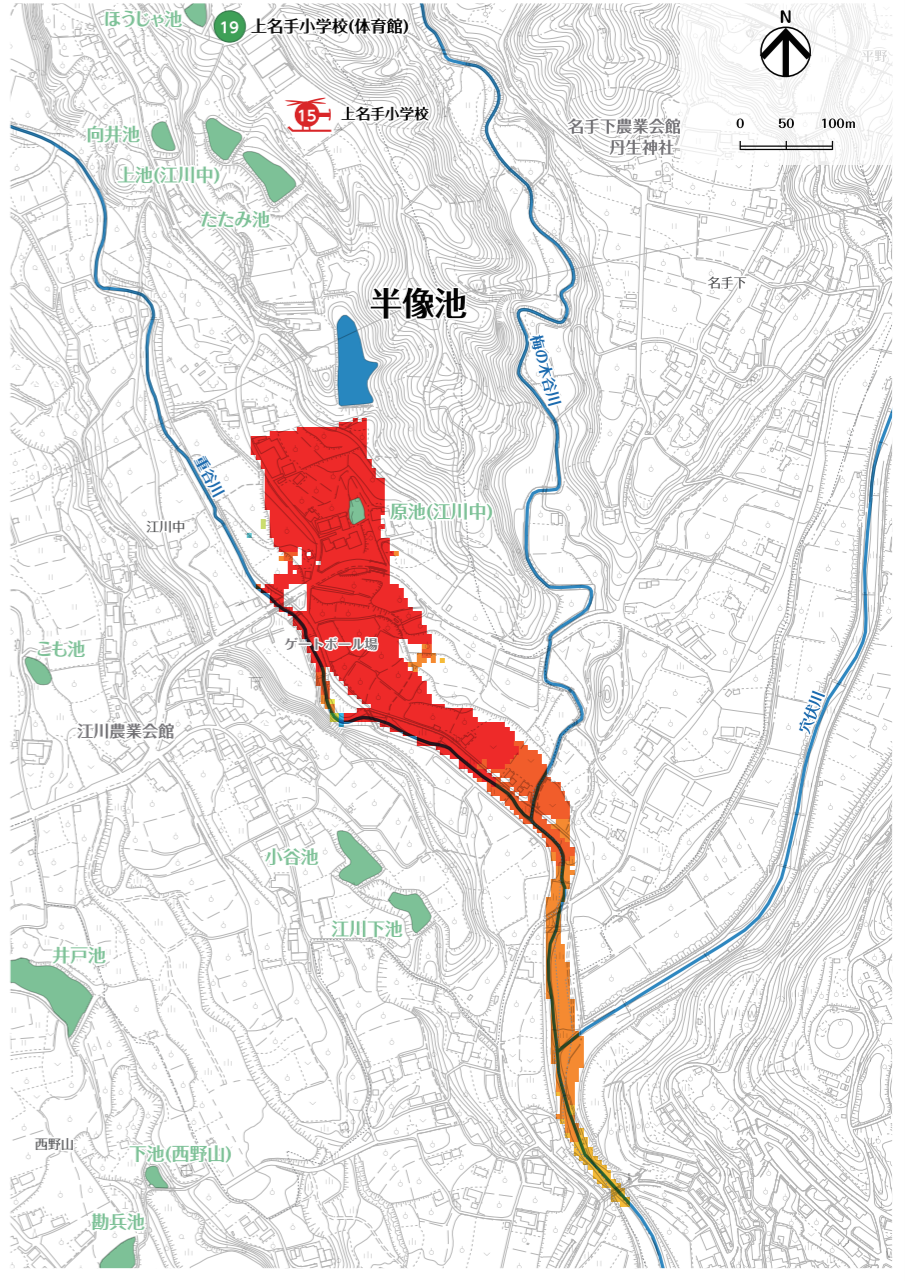 ほうじゃ池
19 上名手小学校(体育館)
N
平野
15 上名手小学校
0 50 100m
名手下農業会館
丹生神社
向井池
上池(江川中)
たたみ池
名手下
半像池
梅の木谷川
重谷川
原池(江川中)
江川中
ゲートボール場
こも池
穴伏川
江川農業会館
小谷池
江川下池
井戸池
西野山
下池(西野山)
勘兵池